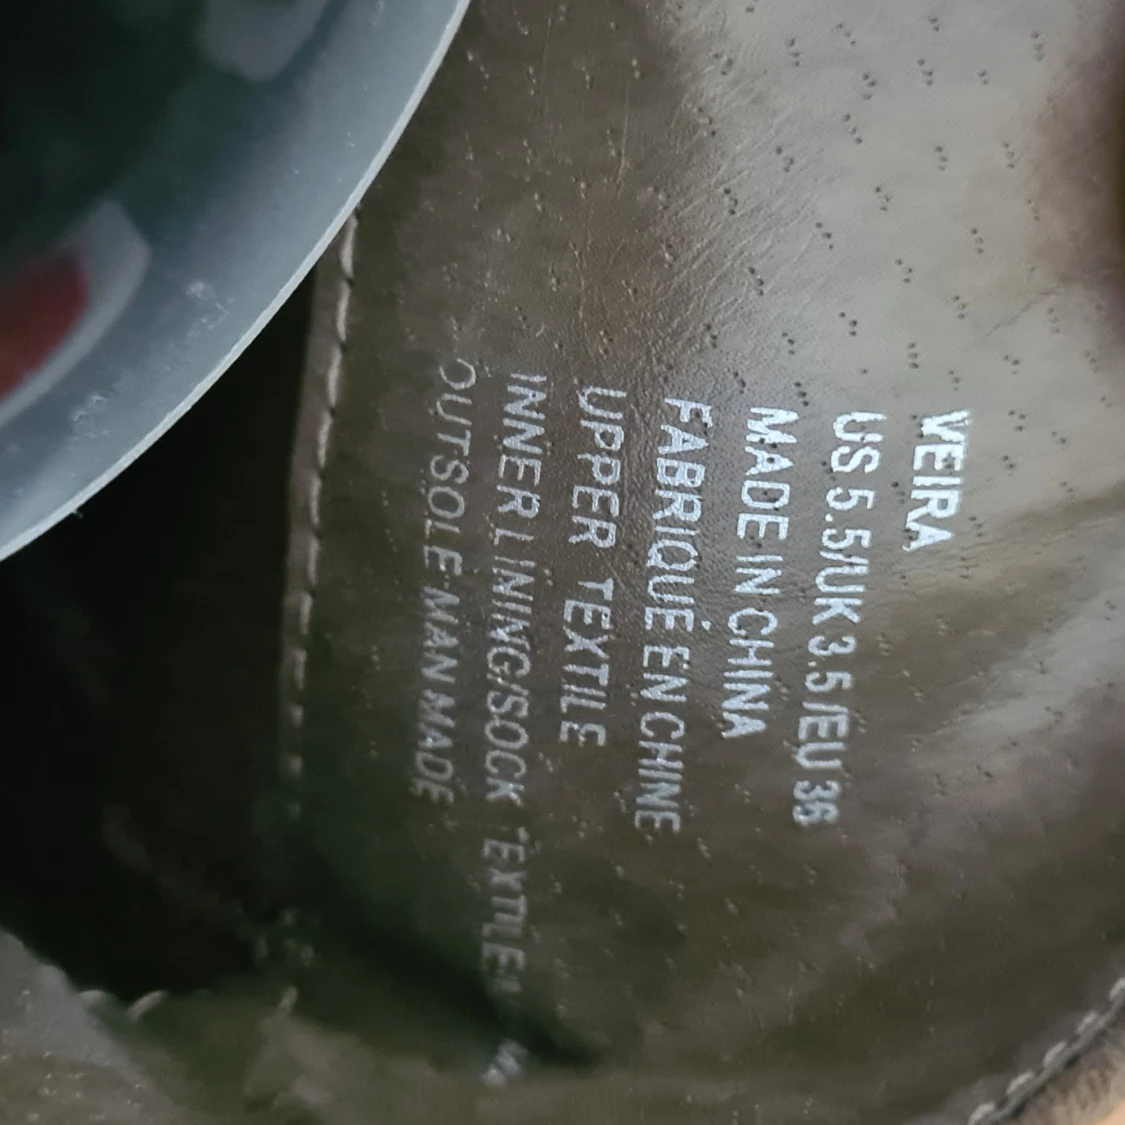 VEIRA
US 5.5/UK 3.5/EU 36
MADE IN CHINA
FABRIQUÉ EN CHINE
UPPER TEXTILE
INNER LINING/SOCK TEXTILE
OUTSOLE MAN MADE